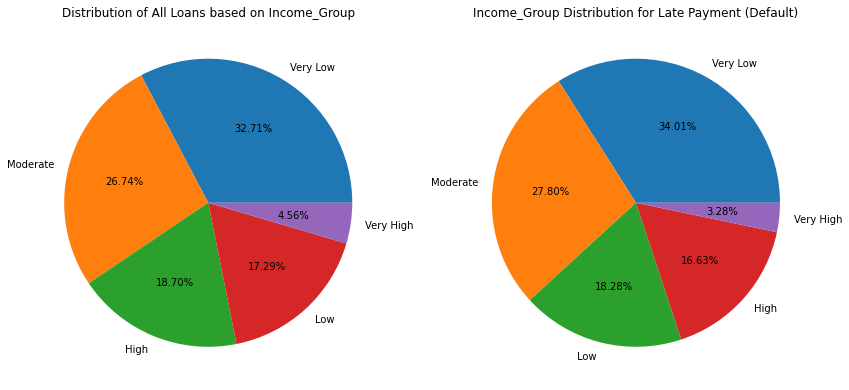 Distribution of All Loans based on Income_Group
Very Low
32.71%
Moderate
26.74%
4.56%
Very High
17.29%
18.70%
Low
High
Income_Group Distribution for Late Payment (Default)
Very Low
34.01%
Moderate
27.80%
3.28%
Very High
16.63%
18.28%
High
Low